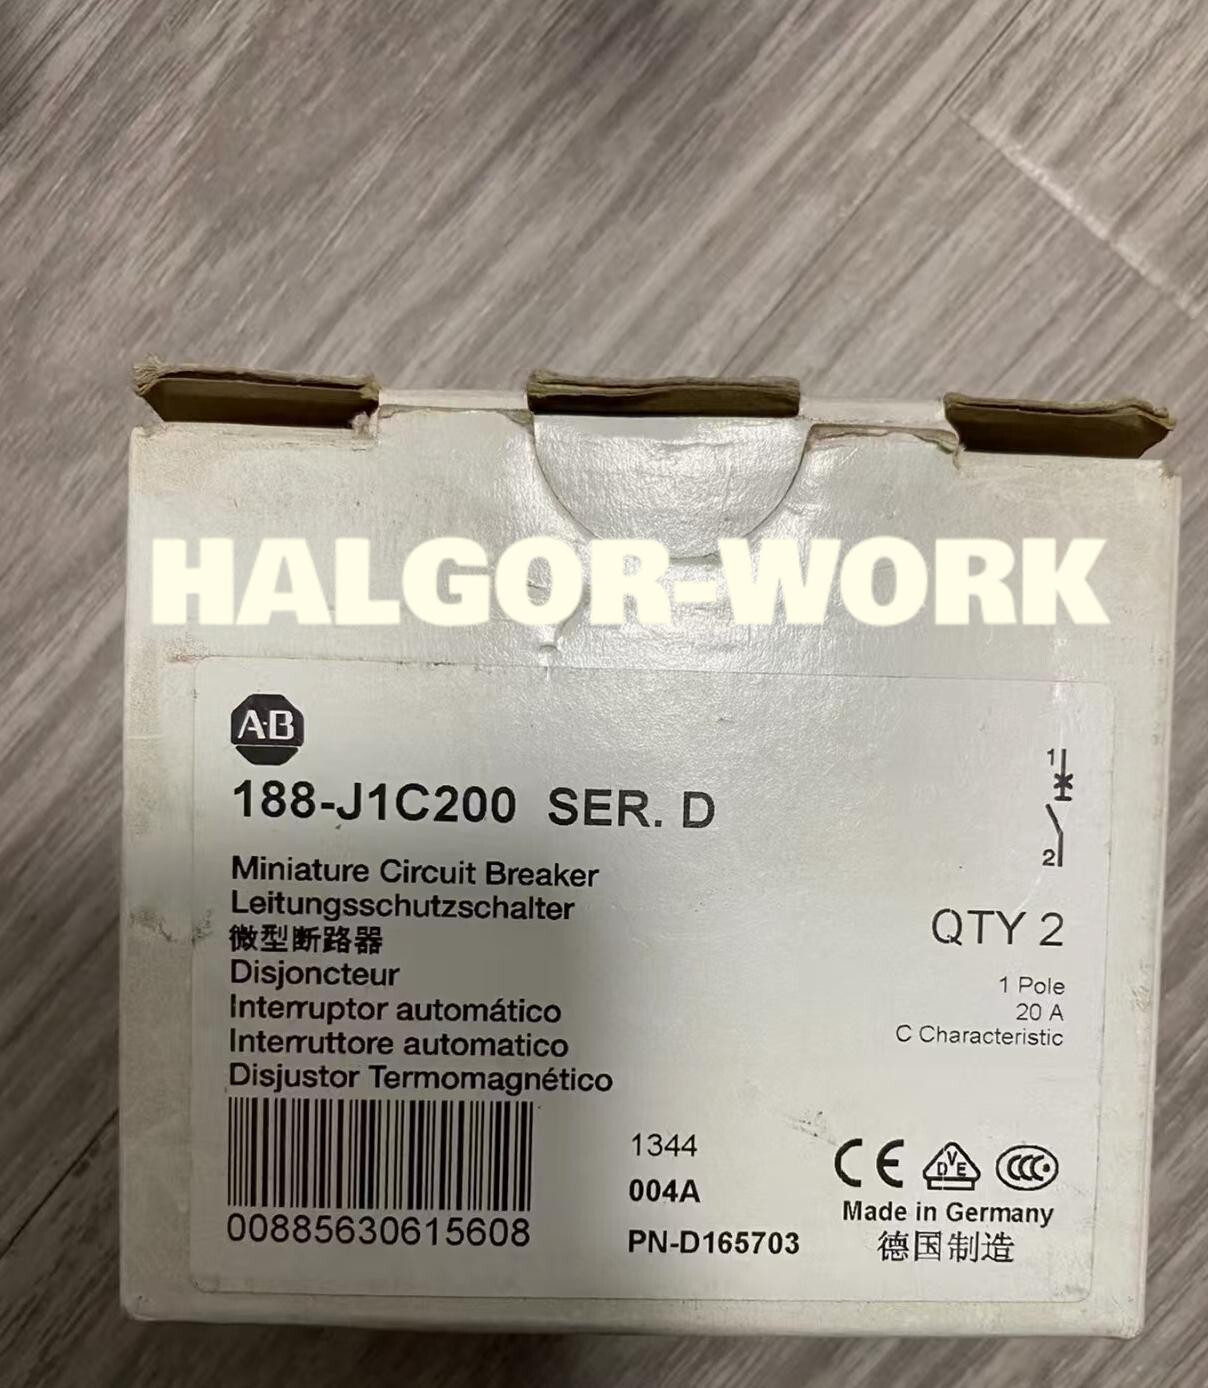 HALGOR-WORK
A-B
188-J1C200 SER. D
Miniature Circuit Breaker
Leitungsschutzschalter
微型断路器
Disjoncteur
Interruptor automático
Interruttore automatico
Disjustor Termomagnético
00885630615608
1
2
QTY 2
1 Pole
20 A
C Characteristic
1344
004A
PN-D165703
CE DVE CCC
Made in Germany
德国制造